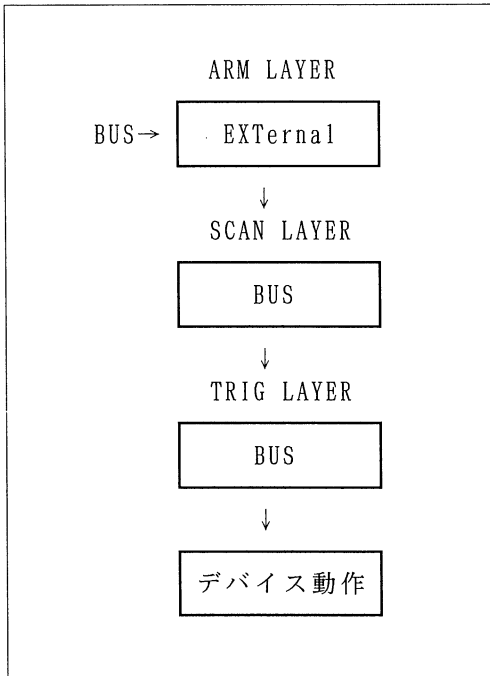 ARM LAYER
BUS→ EXTernal
↓
SCAN LAYER
BUS
↓
TRIG LAYER
BUS
↓
デバイス動作